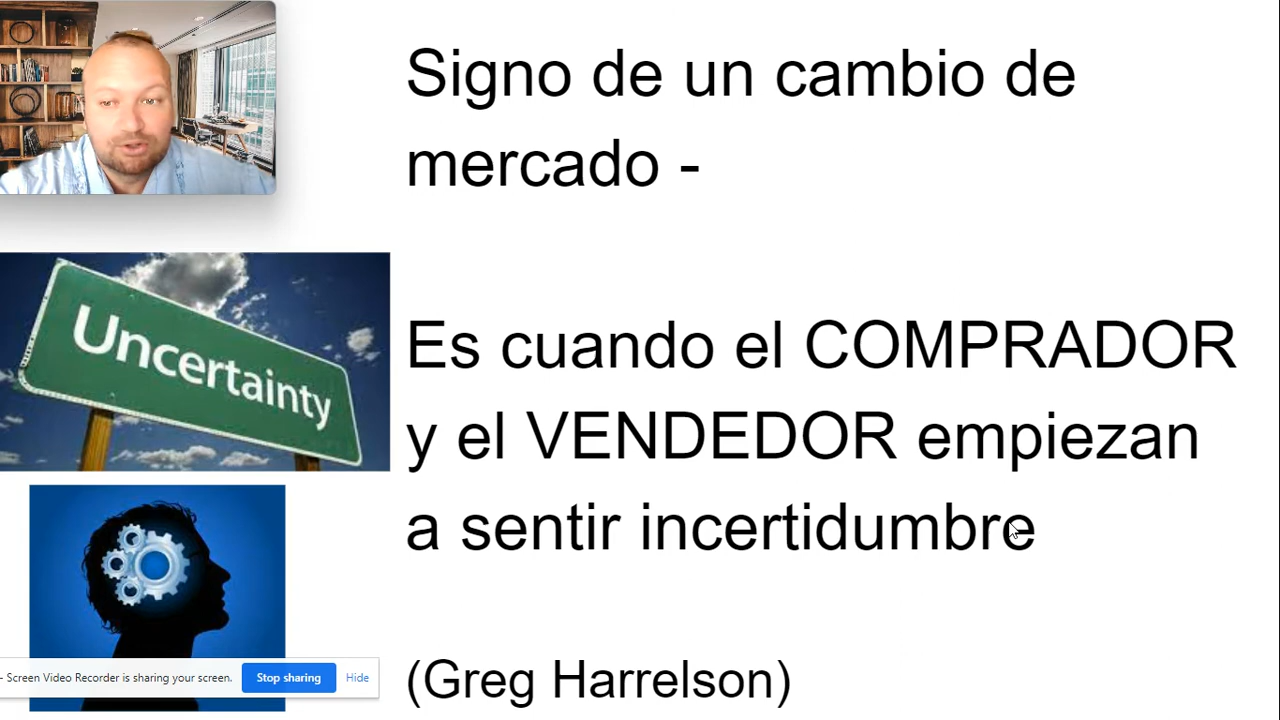 Signo de un cambio de
mercado -
Es cuando el COMPRADOR
y el VENDEDOR empiezan
a sentir incertidumbre
(Greg Harrelson)
Uncertainty
- Screen Video Recorder is sharing your screen.
Stop sharing
Hide